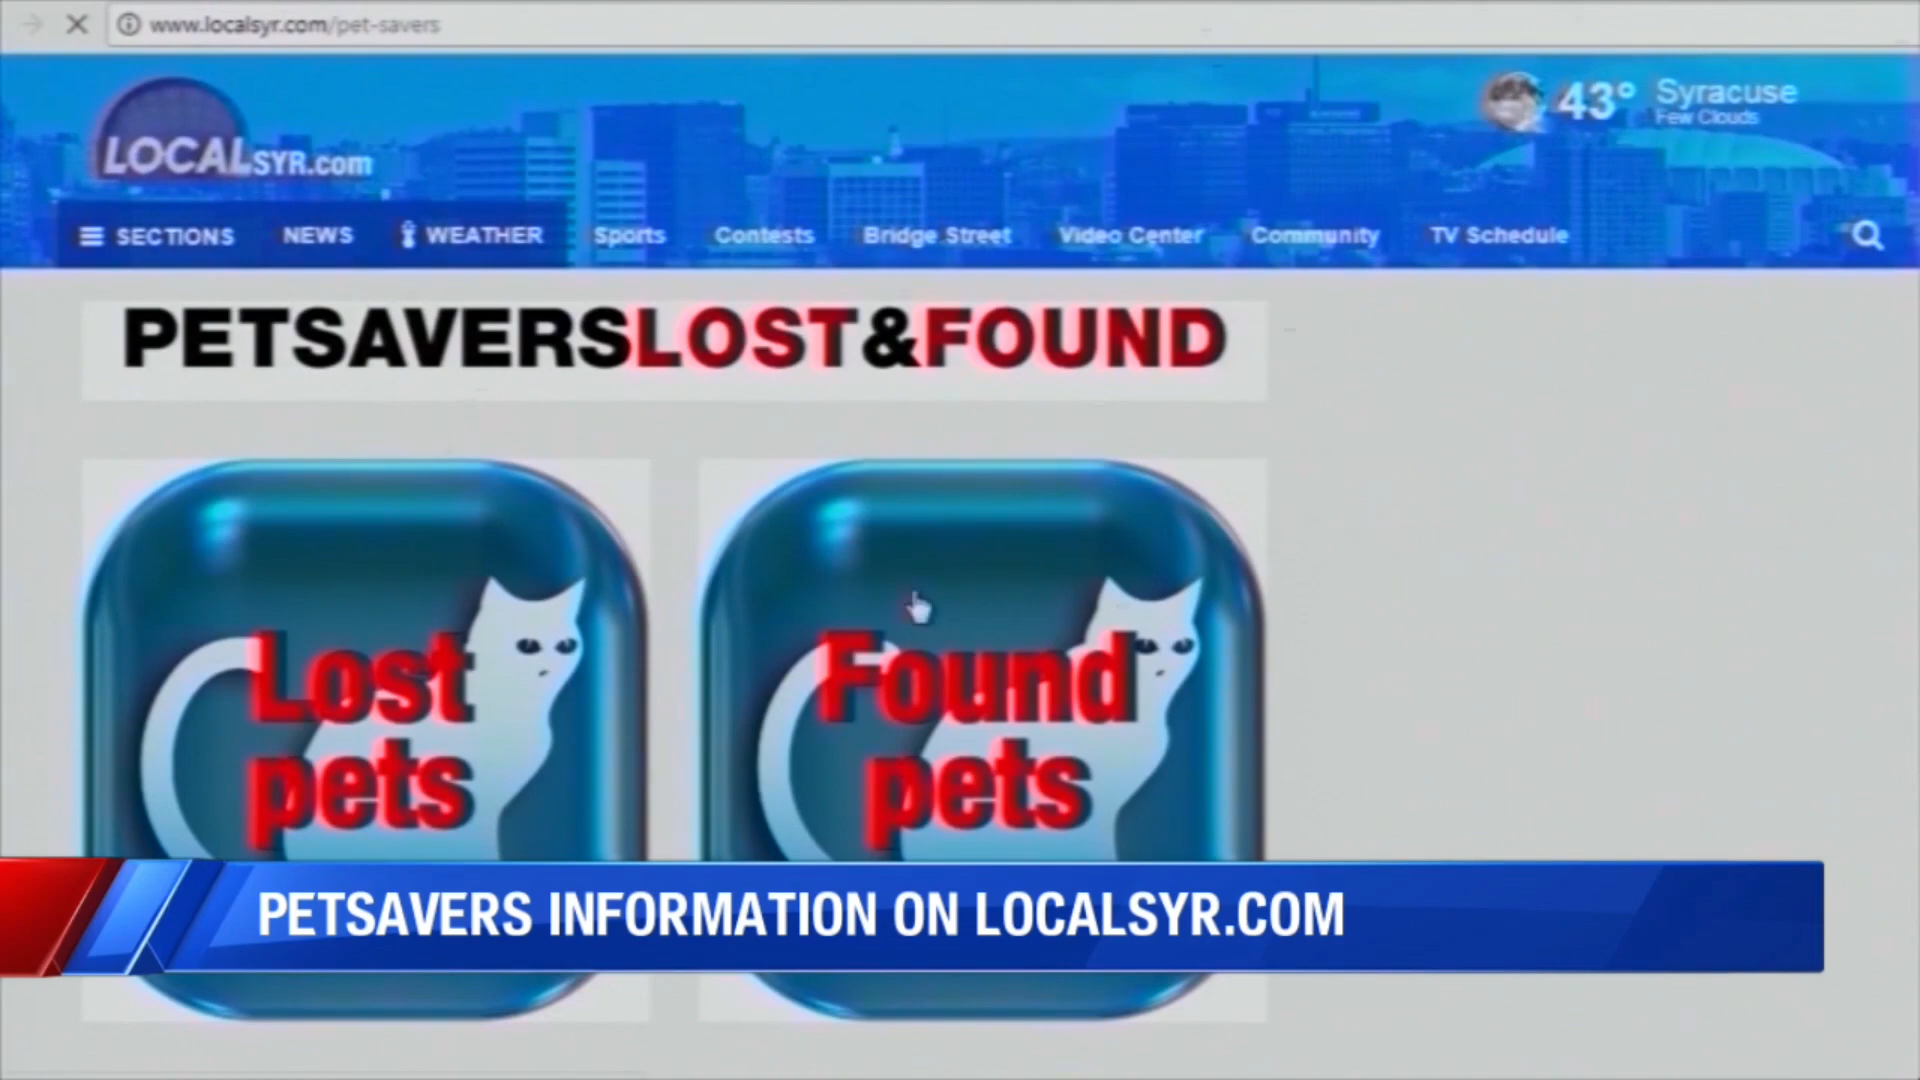 www.localsyr.com/pet-savers
LOCALSYR.com
43° Syracuse
Few Clouds
SECTIONS NEWS WEATHER Sports Contests Bridge Street Video Center Community TV Schedule
PETSAVERSLOST&FOUND
Lost
pets
Found
pets
PETSAVERS INFORMATION ON LOCALSYR.COM